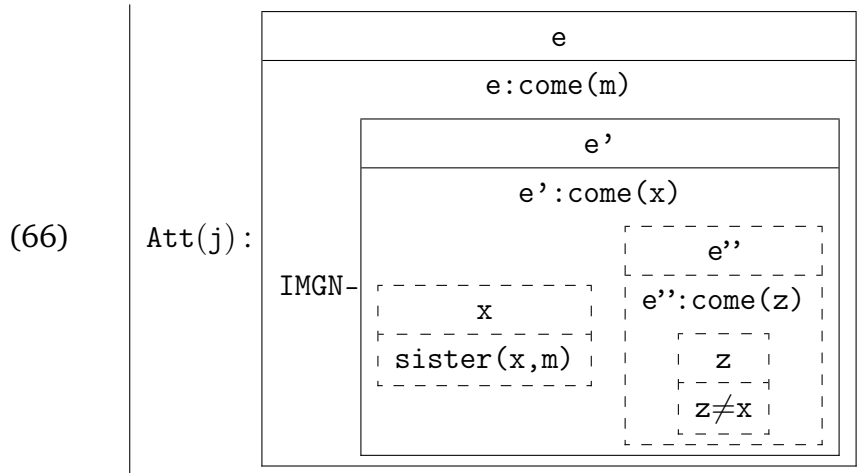 e
e:come(m)
e’
e’:come(x)
(66) Att(j):
e’’
IMGN-
x
e’’:come(z)
sister(x,m)
z
z≠x